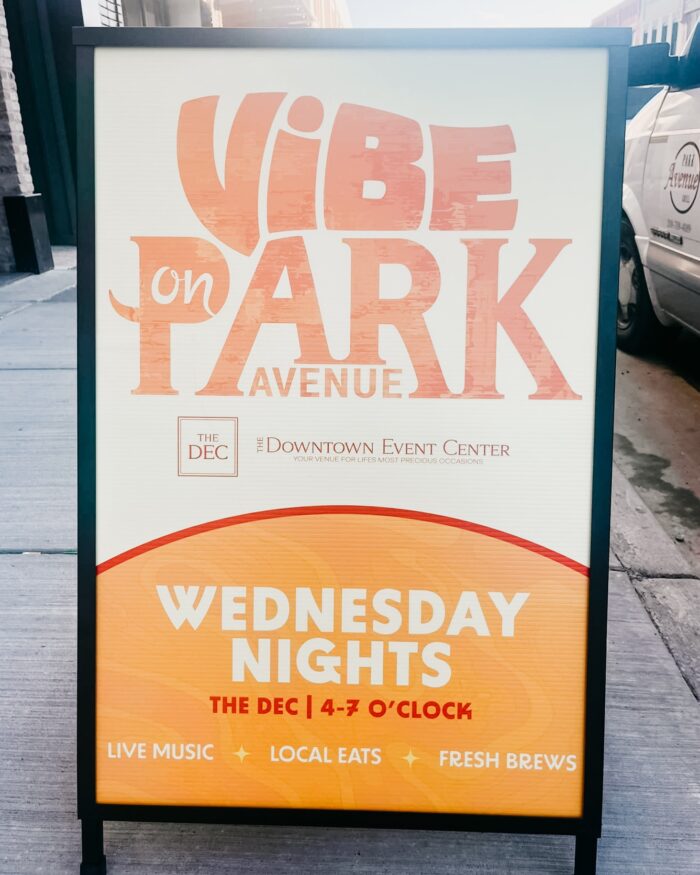 ViBE
on PARK
AVENUE
THE
DEC
THE DOWNTOWN EVENT CENTER
YOUR VENUE FOR LIFES MOST PRECIOUS OCCASIONS
WEDNESDAY
NIGHTS
THE DEC | 4-7 O'CLOCK
LIVE MUSIC ✦ LOCAL EATS ✦ FRESH BREWS
PARK
Avenue